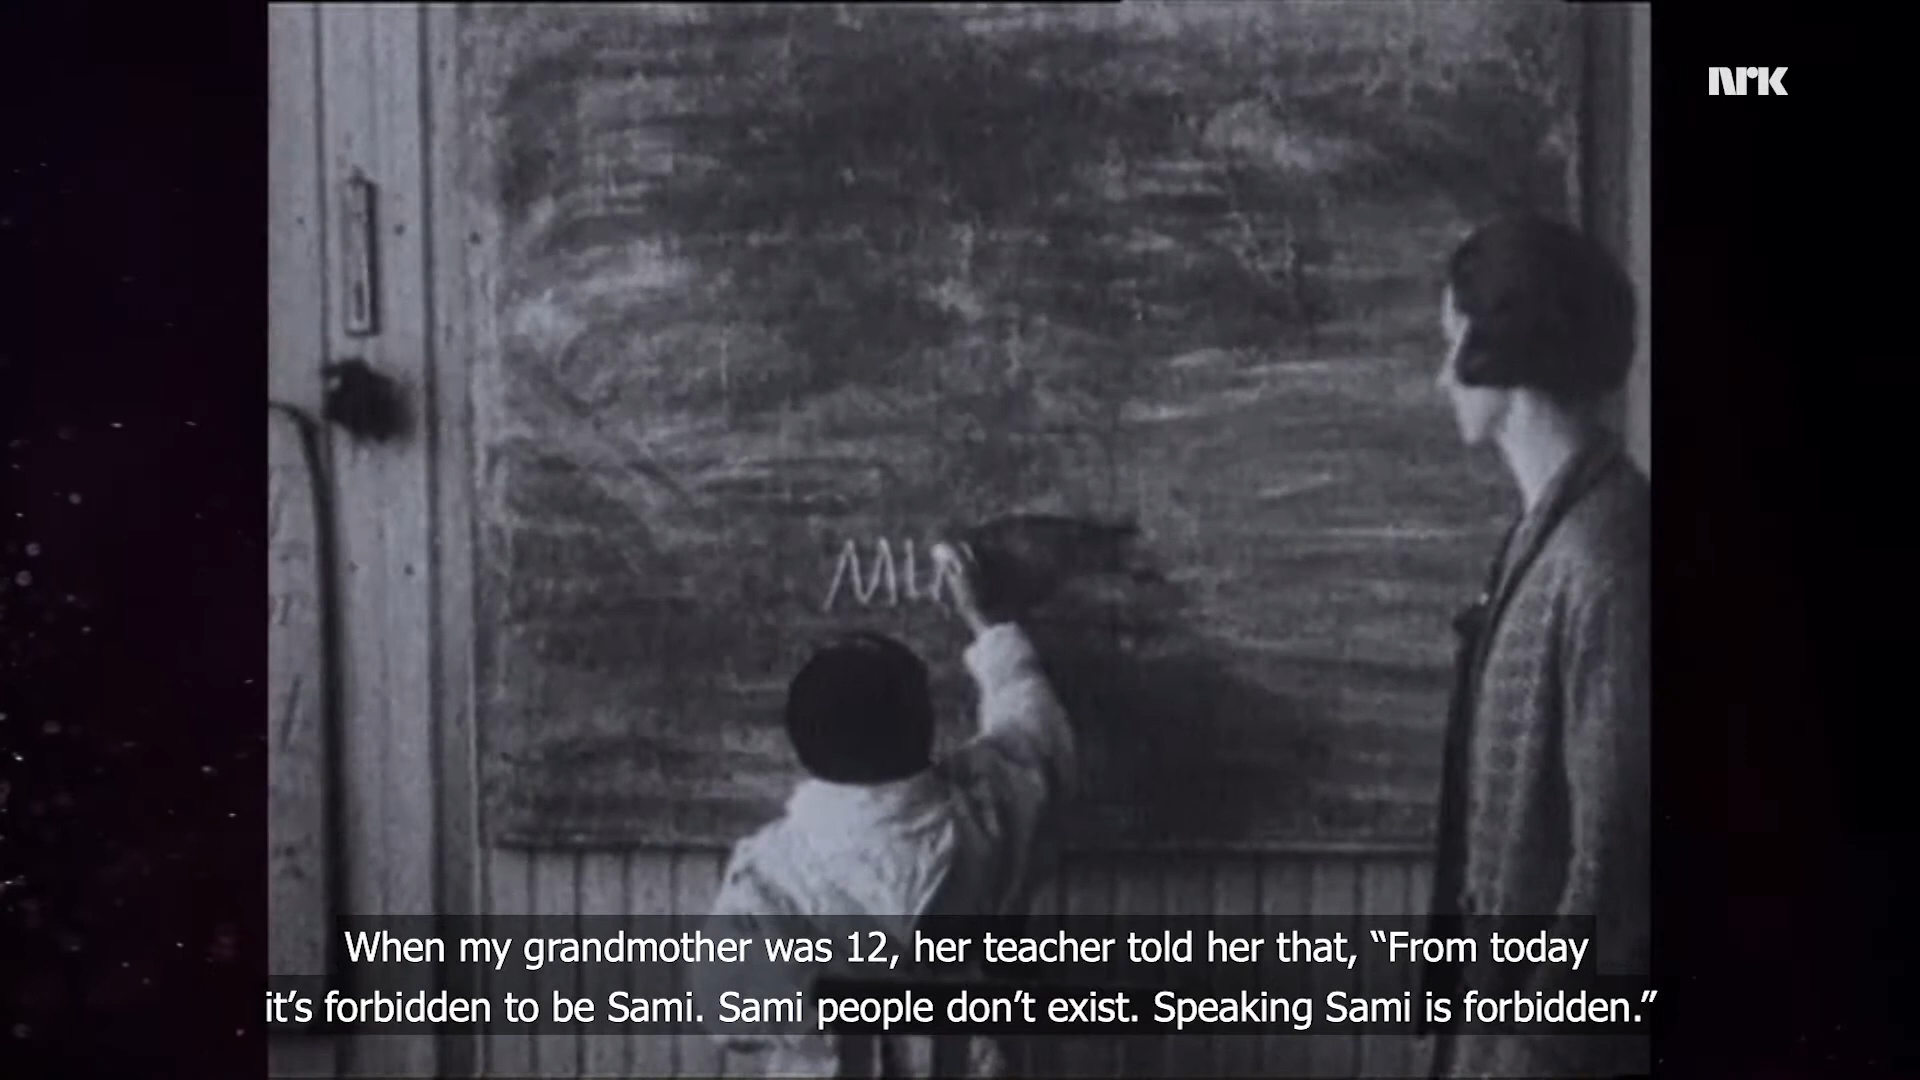 NRK
When my grandmother was 12, her teacher told her that, “From today
it’s forbidden to be Sami. Sami people don’t exist. Speaking Sami is forbidden.”